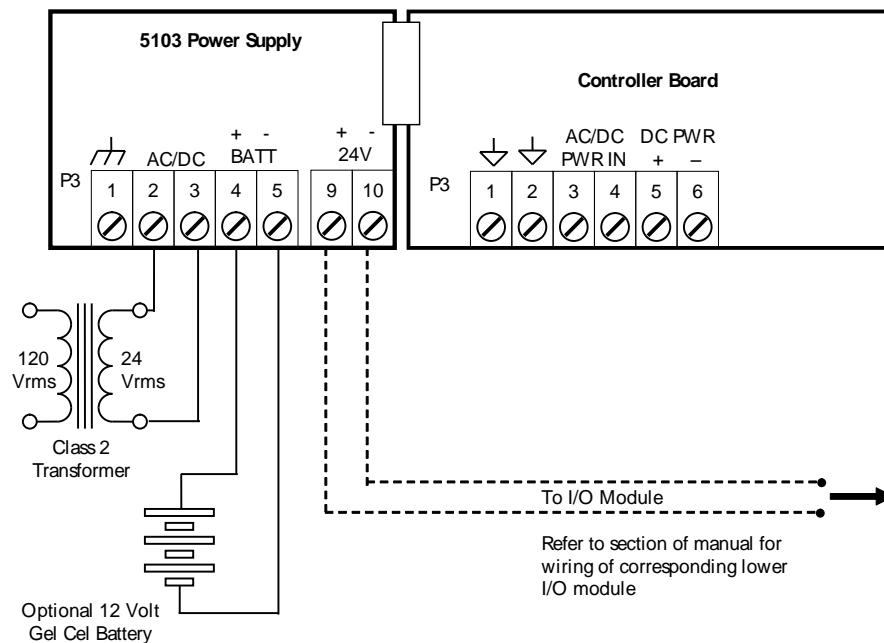 5103 Power Supply
Controller Board
+ -
AC/DC
BATT
+ -
24V
P3
1 2 3 4 5 9 10
AC/DC
PWR IN
DC PWR
+ –
P3
1 2 3 4 5 6
120
Vrms
24
Vrms
Class 2
Transformer
To I/O Module
Refer to section of manual for
wiring of corresponding lower
I/O module
Optional 12 Volt
Gel Cel Battery